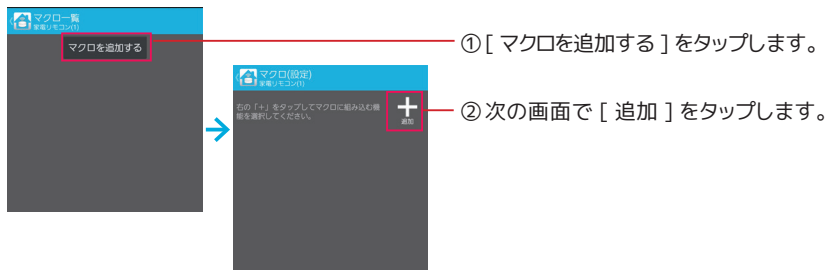 マクロ一覧
家電リモコン(1)
マクロを追加する
①[ マクロを追加する ]をタップします。
マクロ(設定)
家電リモコン(1)
右の「+」をタップしてマクロに組み込む機
能を選択してください。
追加
②次の画面で [ 追加 ] をタップします。